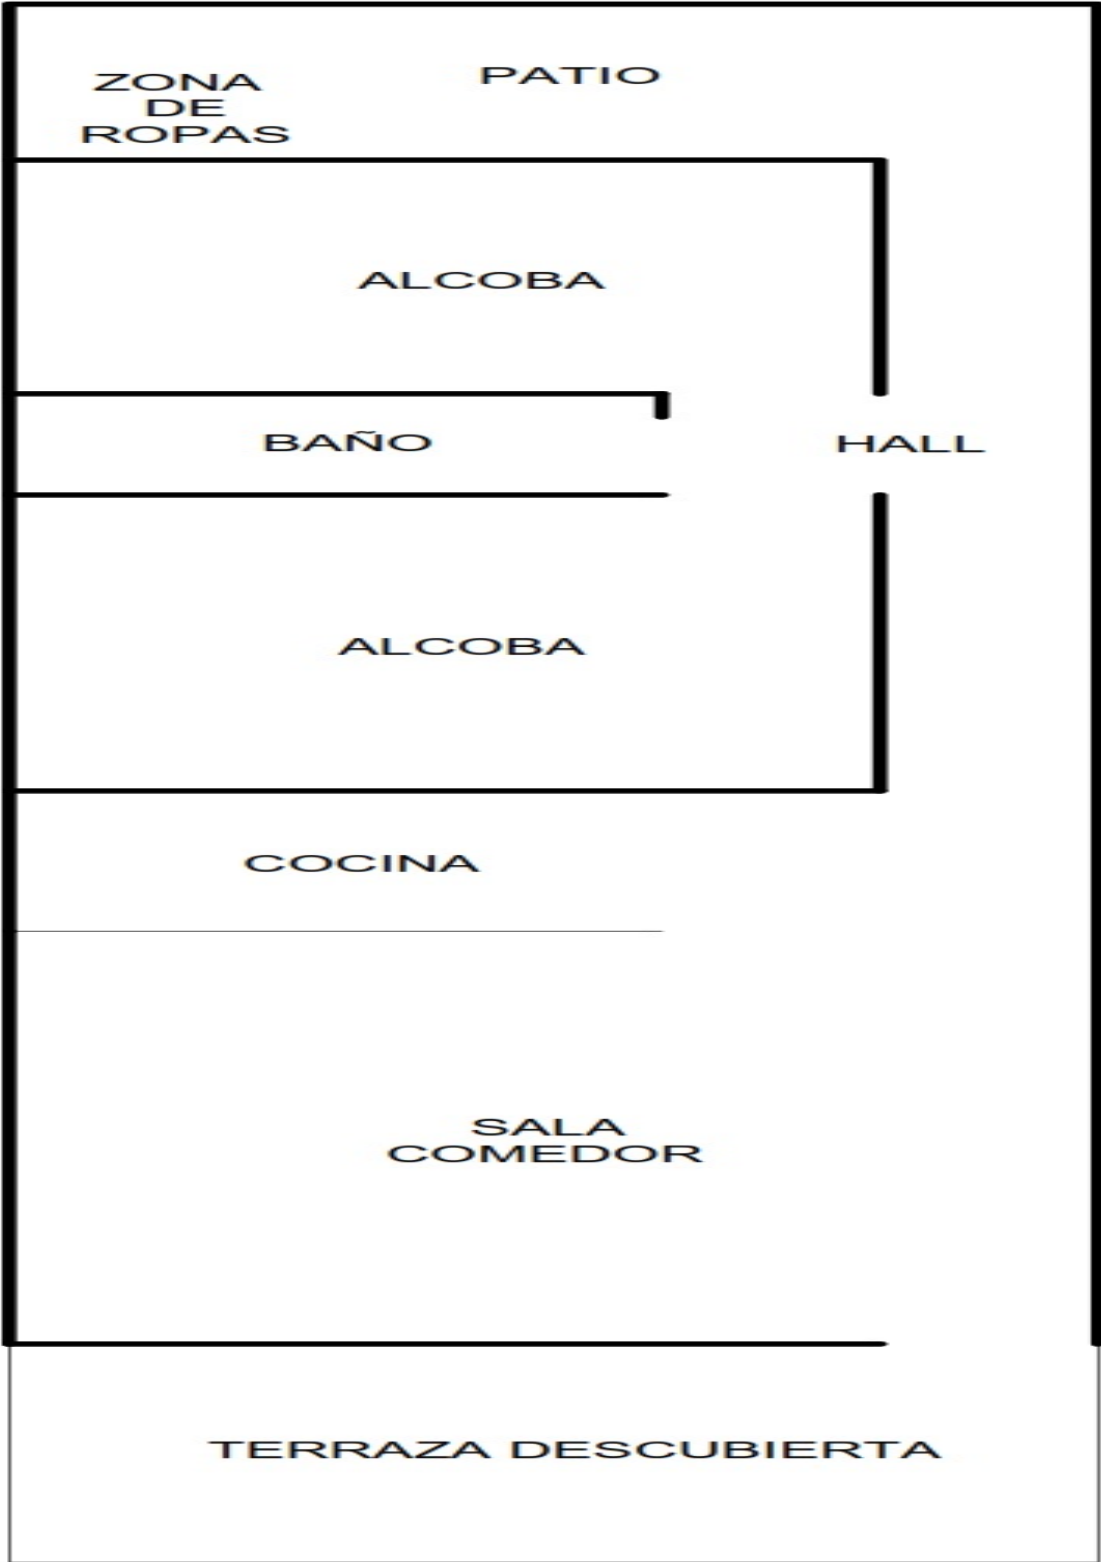 ZONA
DE
ROPAS
PATIO
ALCOBA
BAÑO
HALL
ALCOBA
COCINA
SALA
COMEDOR
TERRAZA DESCUBIERTA